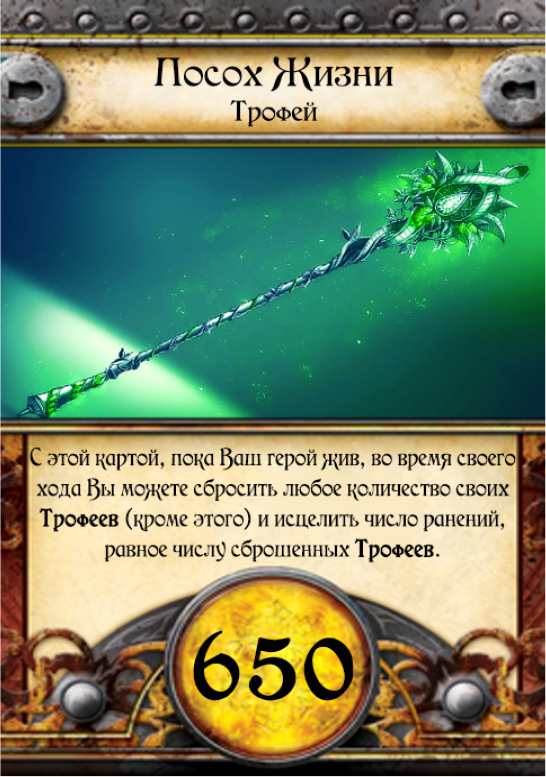 Посох Жизни
Трофей
С этой картой, пока Ваш герой жив, во время своего
хода Вы можете сбросить любое количество своих
Трофеев (кроме этого) и исцелить число ранений,
равное числу сброшенных Трофеев.
650